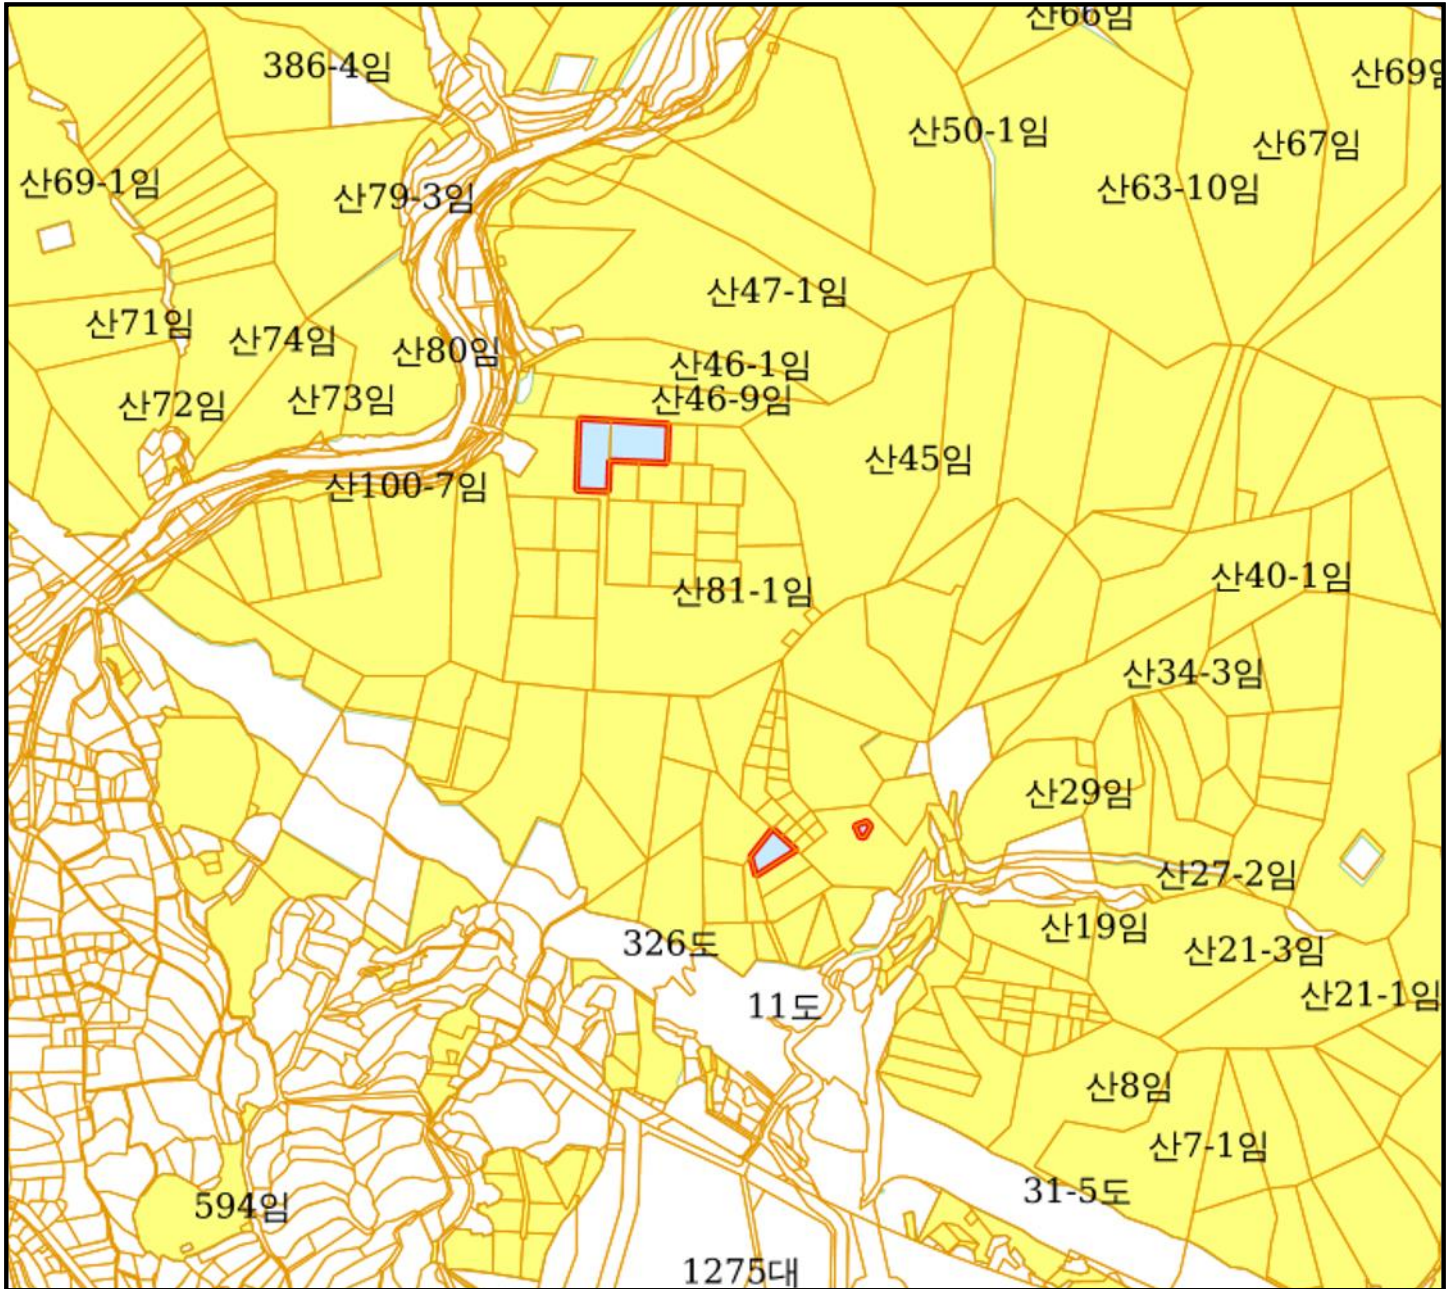 산66임
386-4임
산69임
산50-1임
산67임
산69-1임
산63-10임
산79-3임
산47-1임
산71임
산74임
산80임
산46-1임
산46-9임
산72임
산73임
산45임
산100-7임
산40-1임
산81-1임
산34-3임
산29임
산27-2임
산19임
326도
산21-3임
산21-1임
11도
산8임
산7-1임
31-5도
594임
1275대